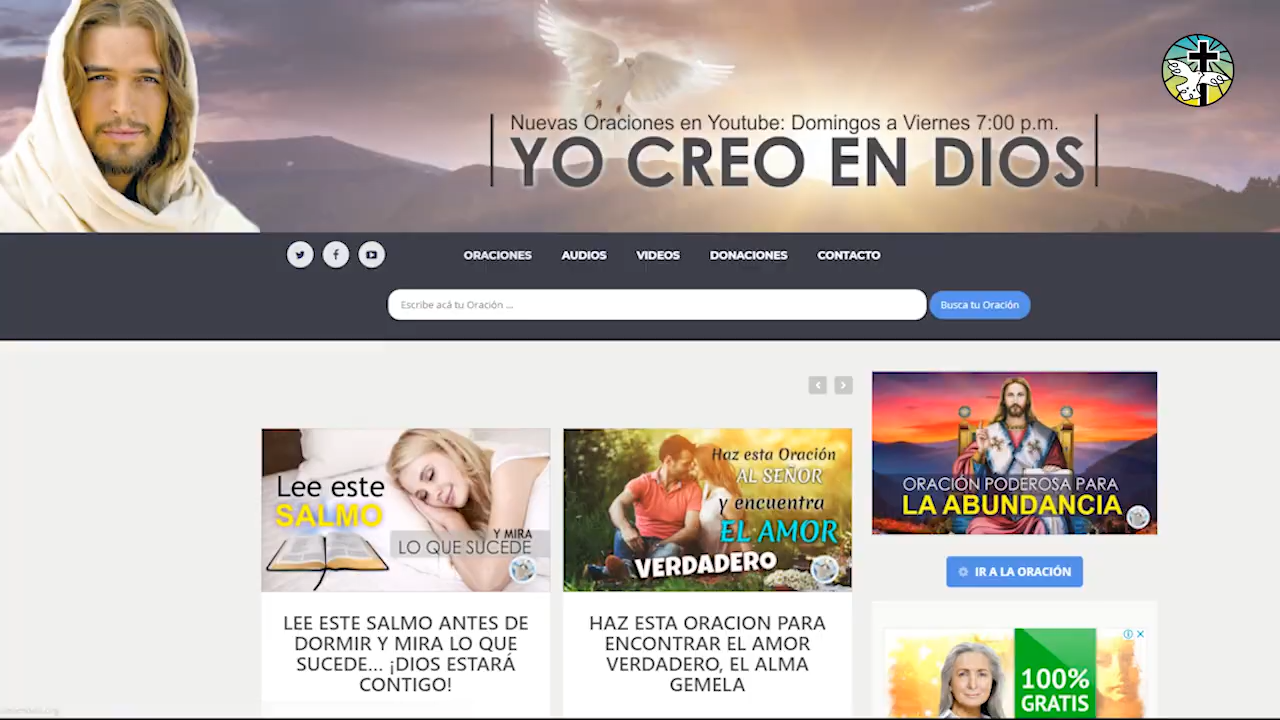 Nuevas Oraciones en Youtube: Domingos a Viernes 7:00 p.m.
YO CREO EN DIOS
ORACIONES
AUDIOS
VIDEOS
DONACIONES
CONTACTO
Escribe acá tu Oración ...
Busca tu Oración
Lee este
SALMO
Y MIRA
LO QUE SUCEDE
LEE ESTE SALMO ANTES DE
DORMIR Y MIRA LO QUE
SUCEDE... ¡DIOS ESTARÁ
CONTIGO!
Haz esta Oración
AL SEÑOR
y encuentra
EL AMOR
VERDADERO
HAZ ESTA ORACION PARA
ENCONTRAR EL AMOR
VERDADERO, EL ALMA
GEMELA
ORACIÓN PODEROSA PARA
LA ABUNDANCIA
IR A LA ORACIÓN
100%
GRATIS